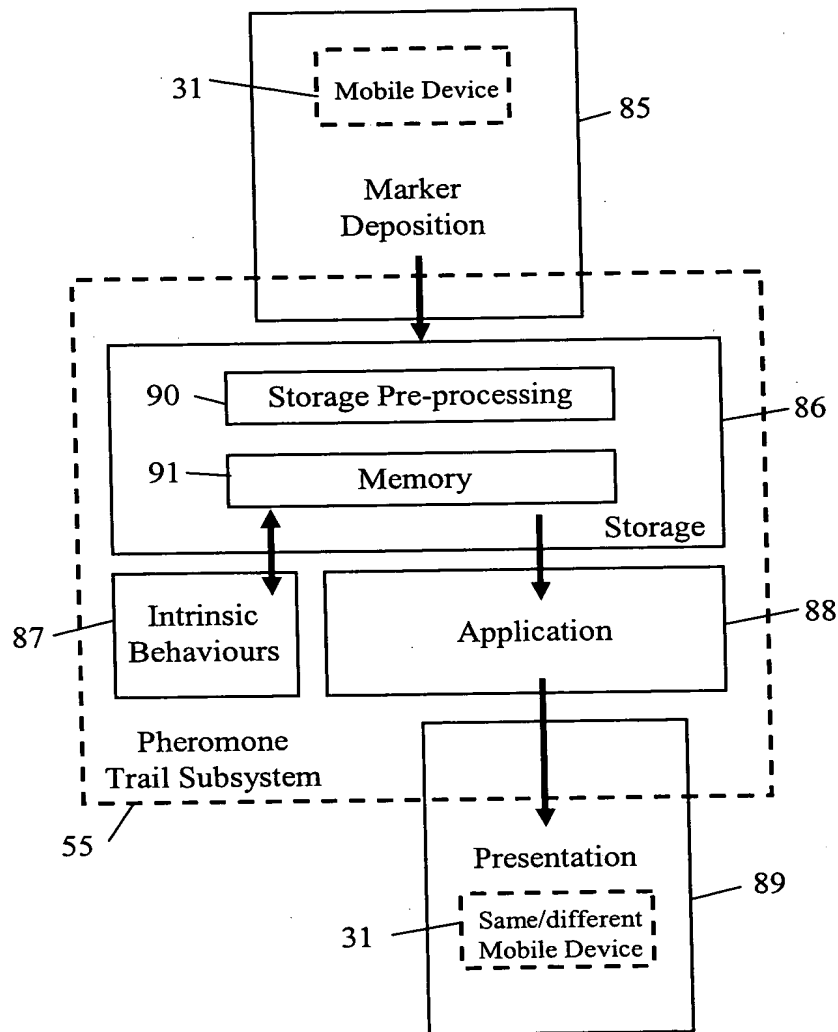 31
Mobile Device
85
Marker
Deposition
90
Storage Pre-processing
86
91
Memory
Storage
87
Intrinsic
Behaviours
Application
88
Pheromone
Trail Subsystem
55
Presentation
89
31
Same/different
Mobile Device